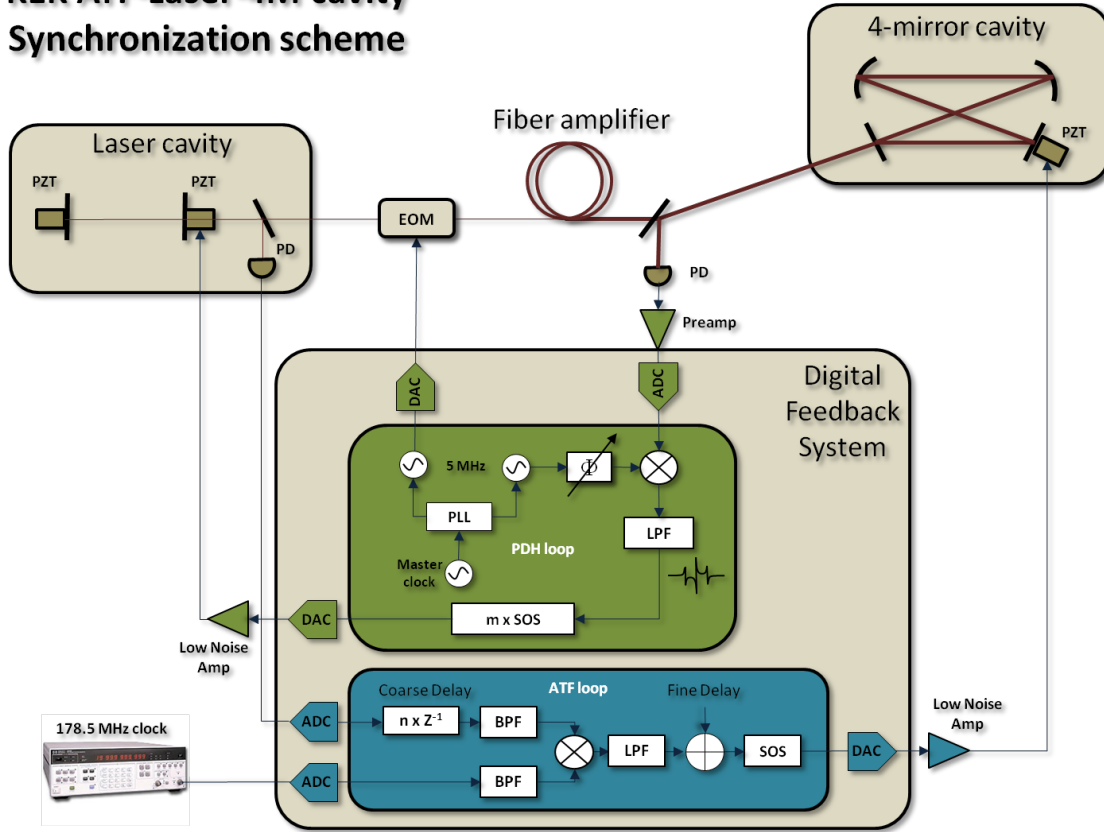 Synchronization scheme
4-mirror cavity
PZT
Fiber amplifier
Laser cavity
PZT
PZT
PD
EOM
PD
Preamp
DAC
ADC
Digital
Feedback
System
5 MHz
Φ
PLL
LPF
PDH loop
Master
clock
m x SOS
DAC
Low Noise
Amp
ATF loop
Coarse Delay
Fine Delay
178.5 MHz clock
ADC
n x Z-1
BPF
LPF
SOS
DAC
Low Noise
Amp
ADC
BPF